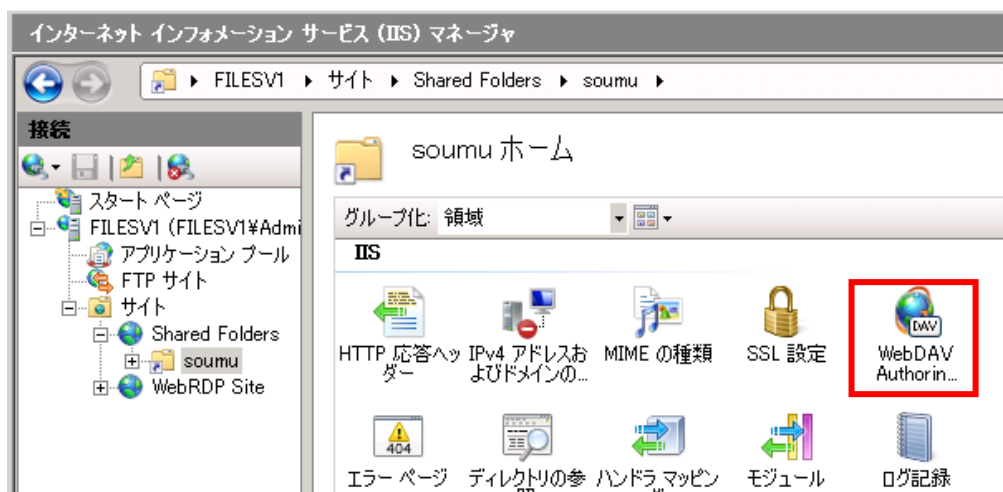 インターネット インフォメーション サービス (IIS) マネージャ
FILESV1 サイト Shared Folders soumu
接続
スタート ページ
FILESV1 (FILESV1¥Admi
アプリケーション プール
FTP サイト
サイト
Shared Folders
soumu
WebRDP Site
soumu ホーム
グループ化: 領域
IIS
HTTP 応答ヘッ
ダー
IPv4 アドレスお
よびドメインの...
MIME の種類
SSL 設定
DAV
WebDAV
Authorin...
404
エラー ページ
ディレクトリの参
照
ハンドラ マッピン
モジュール
ログ記録